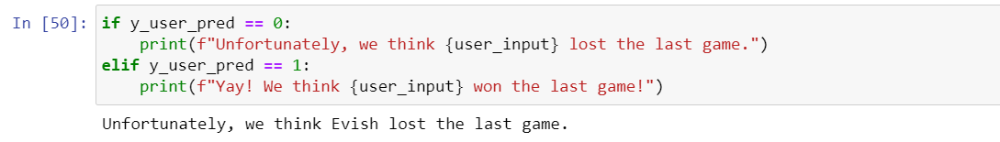 In [50]: if y_user_pred == 0:
    print(f"Unfortunately, we think {user_input} lost the last game.")
elif y_user_pred == 1:
    print(f"Yay! We think {user_input} won the last game!")
Unfortunately, we think Evish lost the last game.